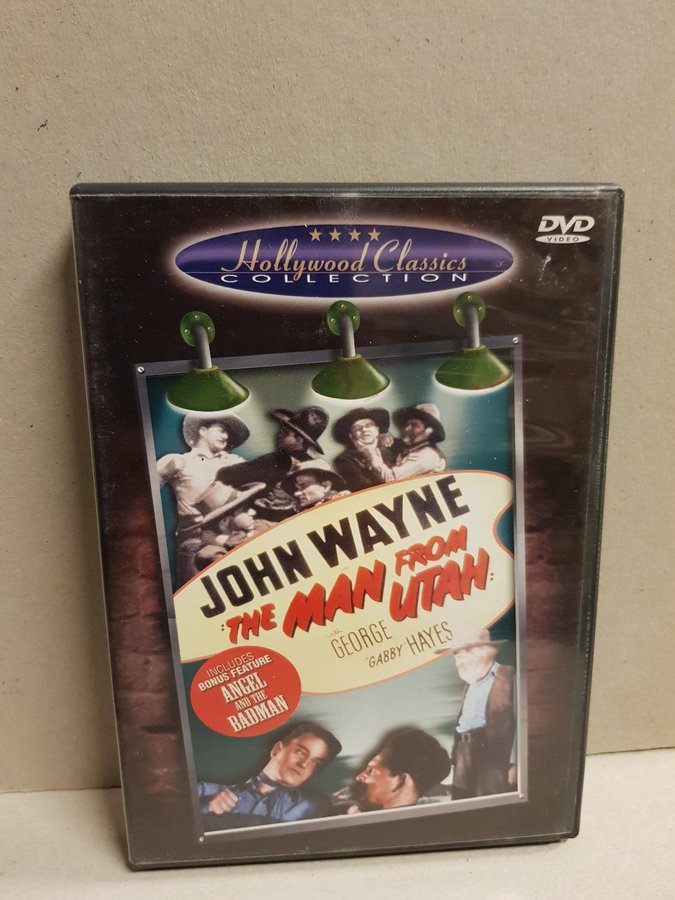 DVD
VIDEO
Hollywood Classics
COLLECTION
JOHN WAYNE
"THE MAN FROM UTAH"
with GEORGE
"GABBY" HAYES
INCLUDES
BONUS FEATURE
ANGEL
AND THE
BADMAN